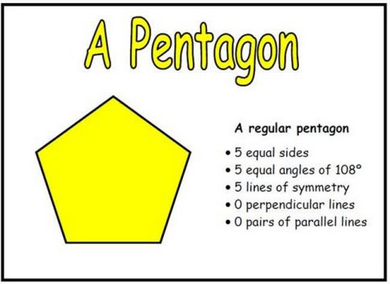 A Pentagon
A regular pentagon
• 5 equal sides
• 5 equal angles of 108°
• 5 lines of symmetry
• 0 perpendicular lines
• 0 pairs of parallel lines